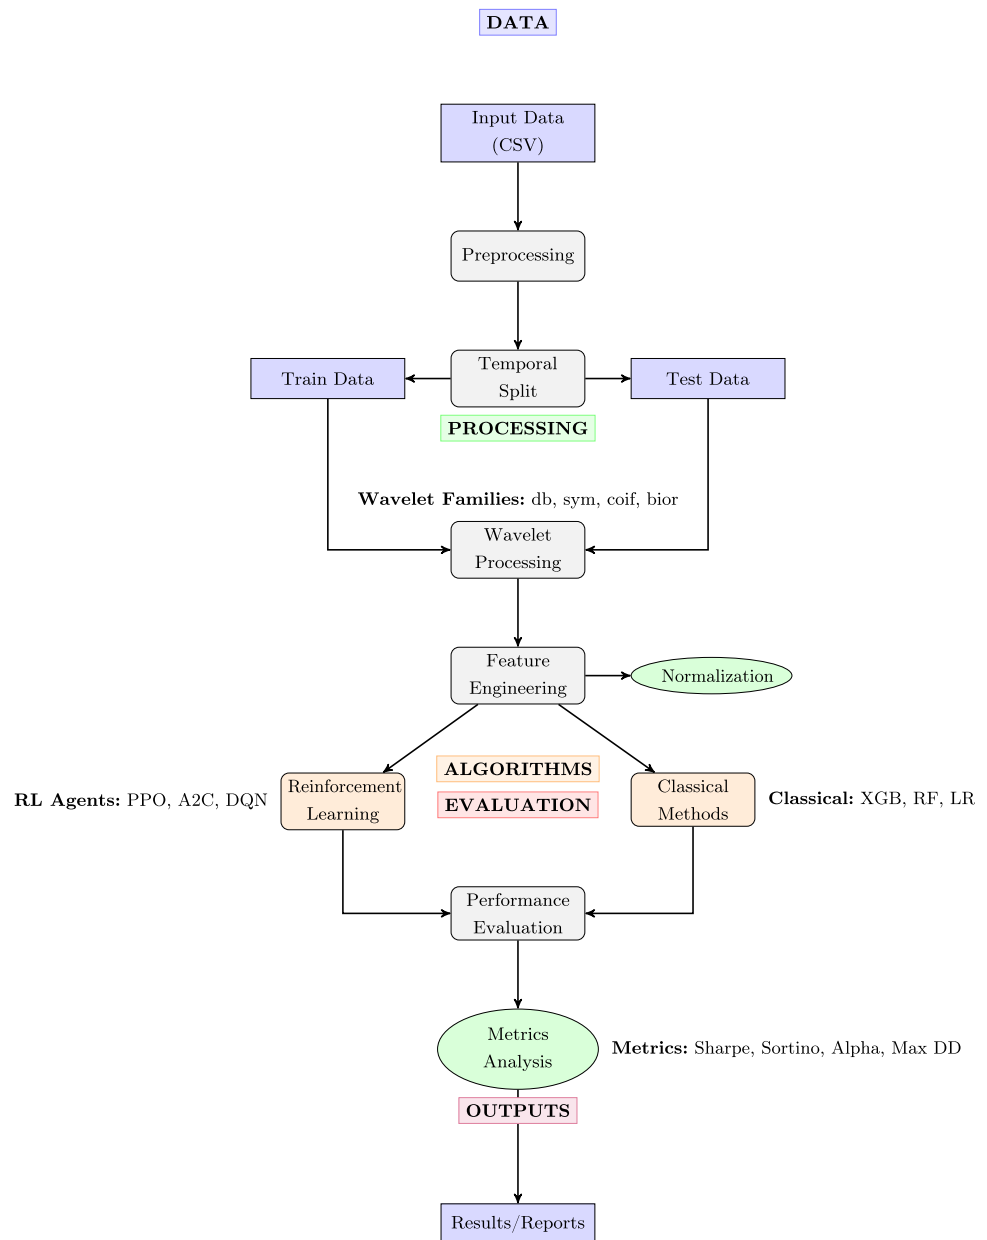 DATA
Input Data
(CSV)
Preprocessing
Temporal
Split
Train Data
Test Data
PROCESSING
Wavelet Families: db, sym, coif, bior
Wavelet
Processing
Feature
Engineering
Normalization
ALGORITHMS
EVALUATION
RL Agents: PPO, A2C, DQN
Reinforcement
Learning
Classical
Methods
Classical: XGB, RF, LR
Performance
Evaluation
Metrics
Analysis
Metrics: Sharpe, Sortino, Alpha, Max DD
OUTPUTS
Results/Reports